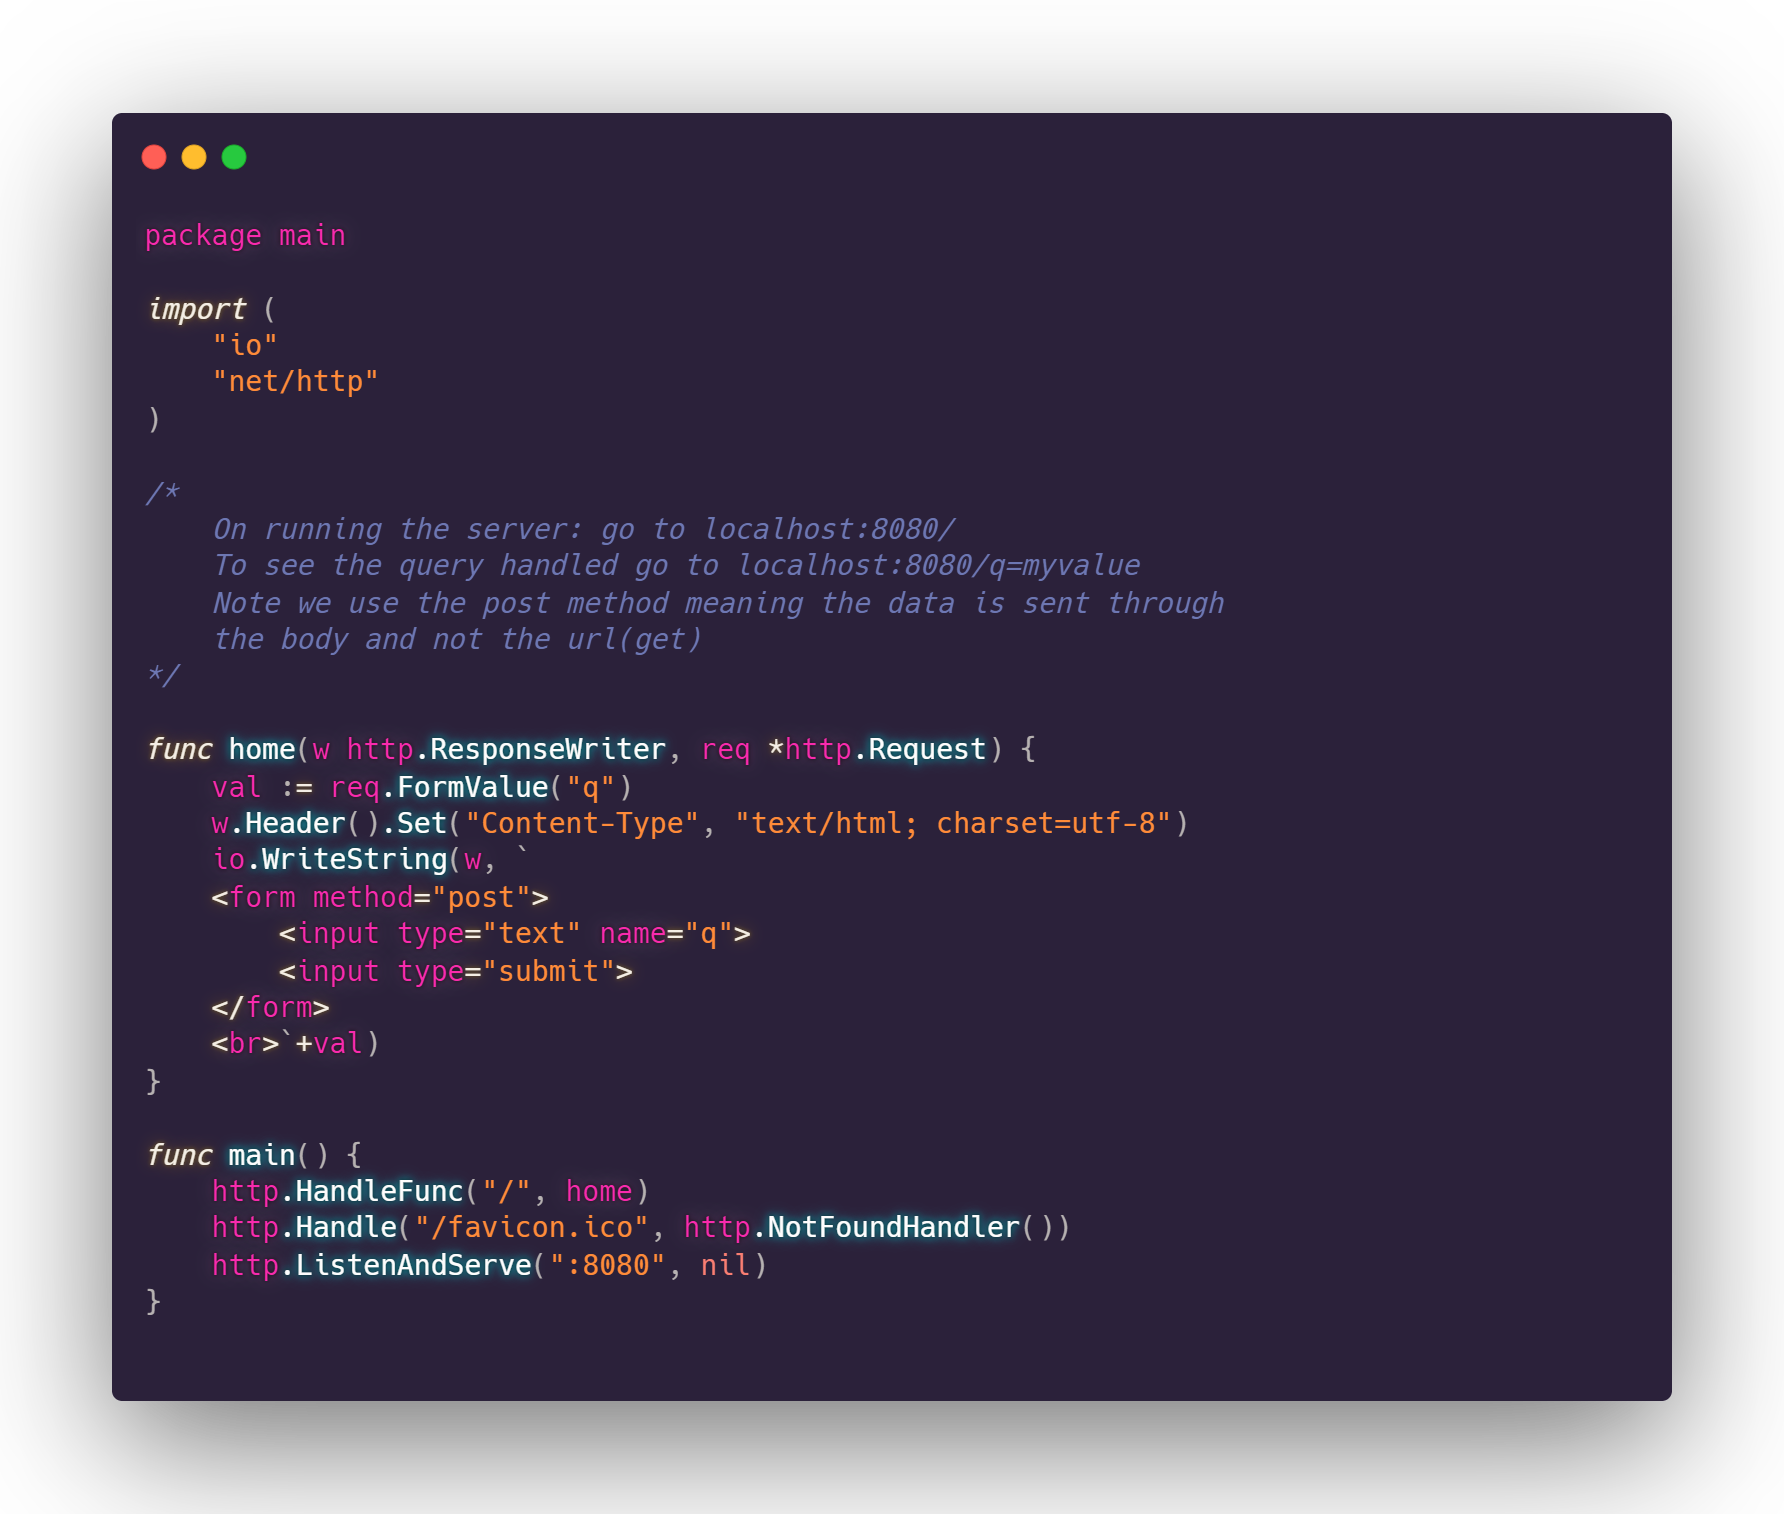 package main
import (
"io"
"net/http"
)
/*
On running the server: go to localhost:8080/
To see the query handled go to localhost:8080/q=myvalue
Note we use the post method meaning the data is sent through
the body and not the url(get)
*/
func home(w http.ResponseWriter, req *http.Request) {
val := req.FormValue("q")
w.Header().Set("Content-Type", "text/html; charset=utf-8")
io.WriteString(w, `
<form method="post">
<input type="text" name="q">
<input type="submit">
</form>
<br>`+val)
}
func main() {
http.HandleFunc("/", home)
http.Handle("/favicon.ico", http.NotFoundHandler())
http.ListenAndServe(":8080", nil)
}